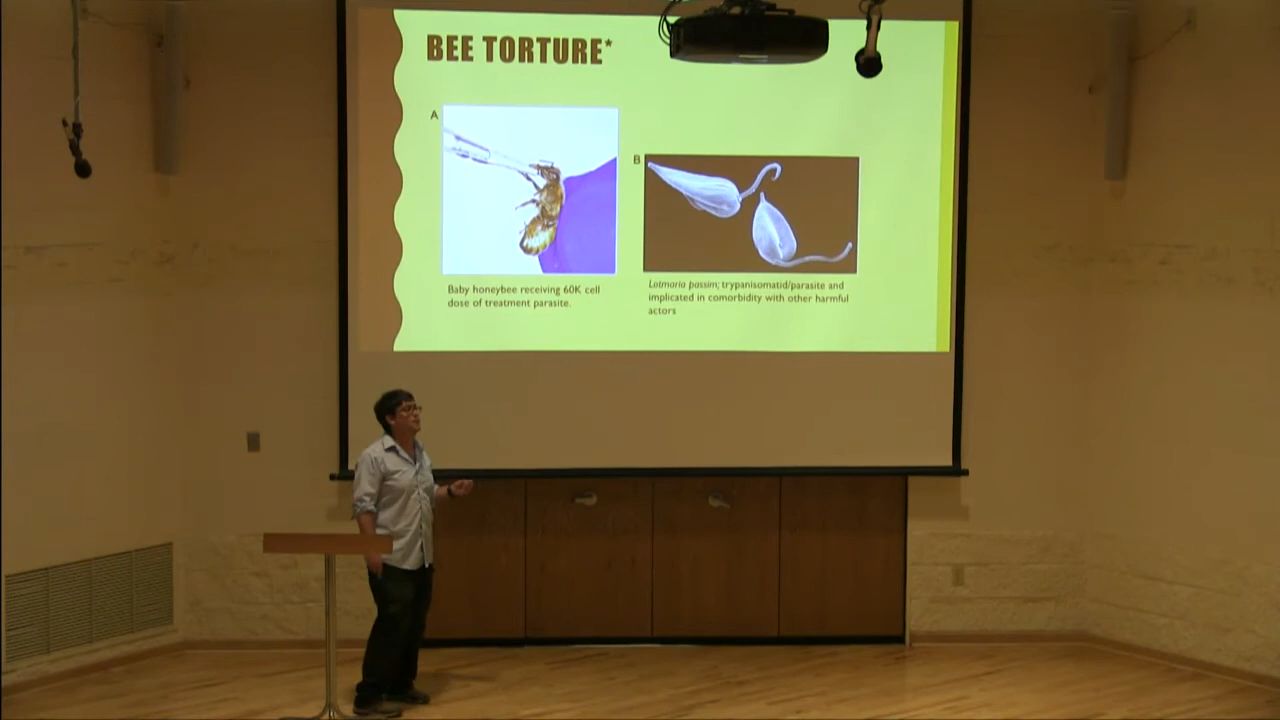 BEE TORTURE*
A
B
Baby honeybee receiving 60K cell
dose of treatment parasite.
Lotmaria passim; trypanisomatid/parasite and
implicated in comorbidity with other harmful
actors